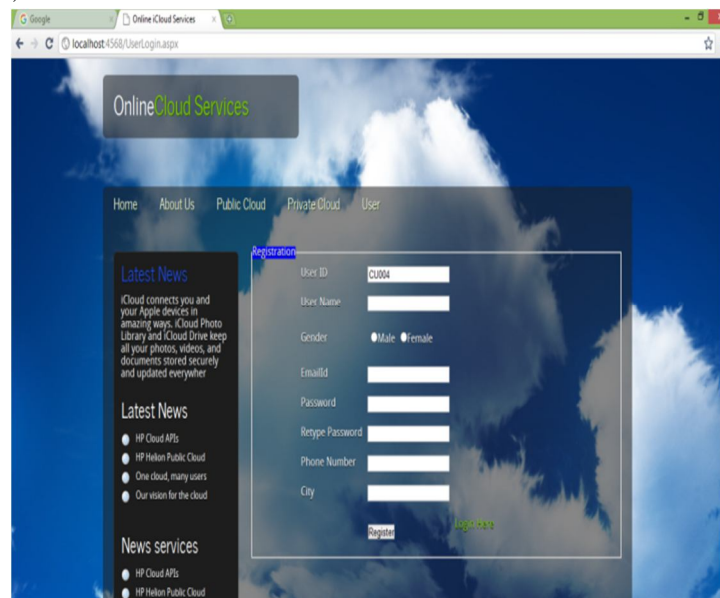 Google
Online iCloud Services
localhost:4568/UserLogin.aspx
OnlineCloud Services
Home About Us Public Cloud Private Cloud User
Latest News
iCloud connects you and
your Apple devices in
amazing ways. iCloud Photo
Library and iCloud Drive keep
all your photos, videos, and
documents stored securely
and updated everywher
Latest News
HP Cloud APIs
HP Helion Public Cloud
One cloud, many users
Our vision for the cloud
News services
HP Cloud APIs
HP Helion Public Cloud
Registration
User ID CU004
User Name
Gender Male Female
EmailId
Password
Retype Password
Phone Number
City
Register Login here